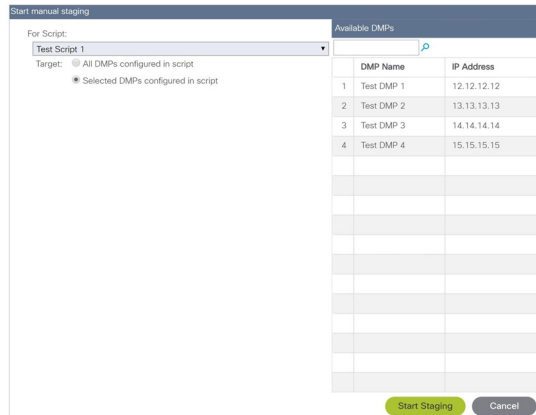 Start manual staging
For Script:
Test Script 1
Target: All DMPs configured in script
Selected DMPs configured in script
Available DMPs
DMP Name IP Address
1 Test DMP 1 12.12.12.12
2 Test DMP 2 13.13.13.13
3 Test DMP 3 14.14.14.14
4 Test DMP 4 15.15.15.15
Start Staging Cancel